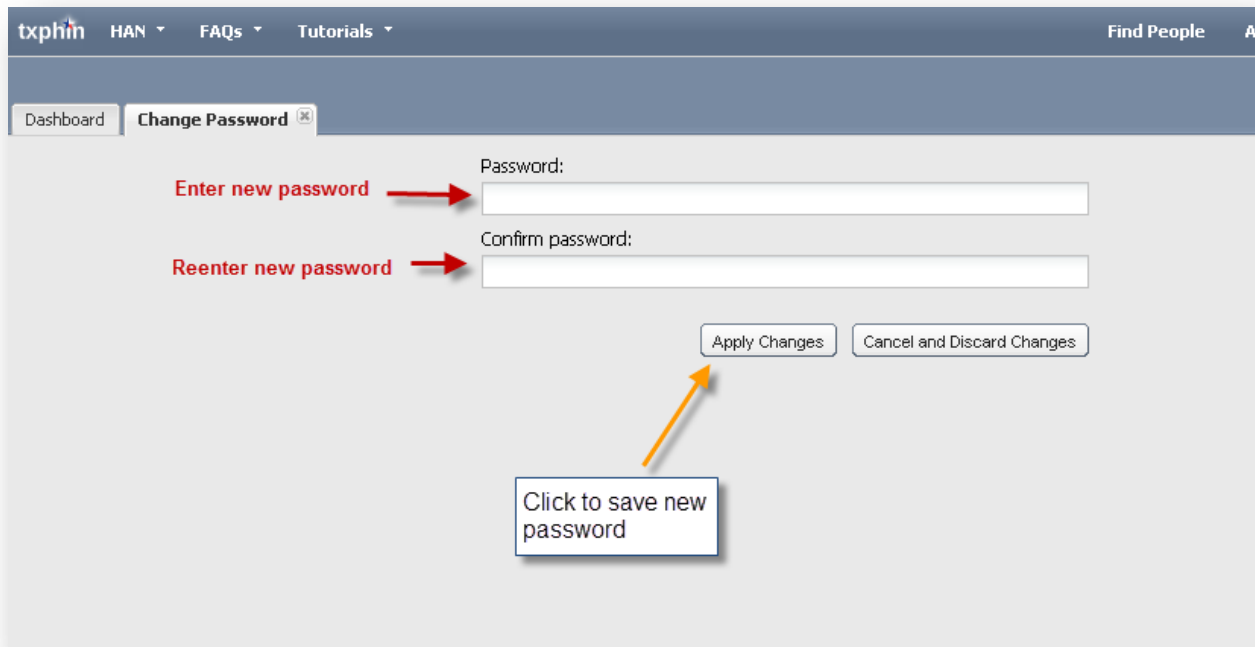 txphin HAN FAQs Tutorials Find People A
Dashboard Change Password
Password:
Enter new password
Confirm password:
Reenter new password
Apply Changes Cancel and Discard Changes
Click to save new
password